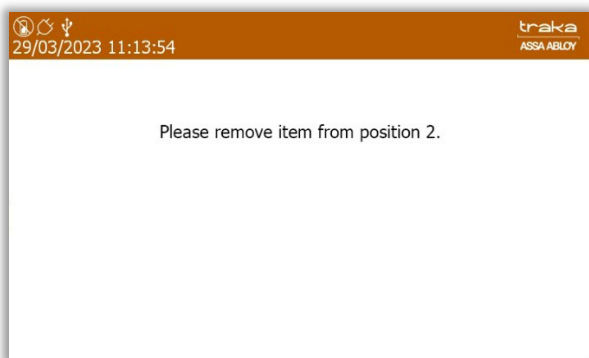 29/03/2023 11:13:54
traka
ASSA ABLOY
Please remove item from position 2.